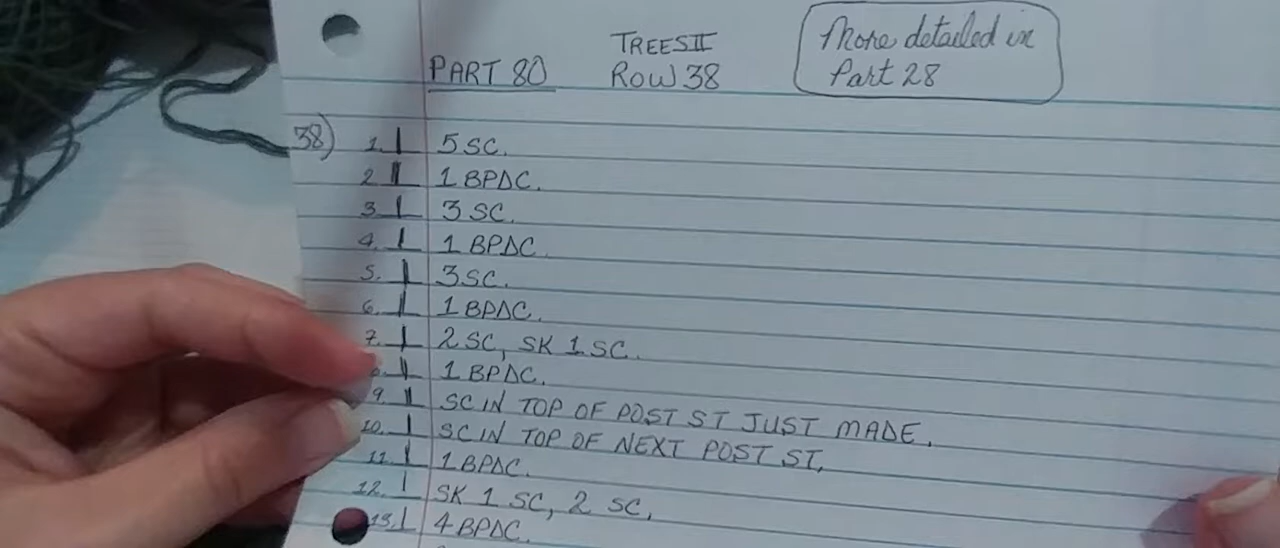 PART 80 TREES II ROW 38 More detailed in Part 28
38) 1. 5 SC.
2 1 BPDC.
3. 3 SC.
4. 1 BPDC.
5. 3 SC.
6. 1 BPDC.
7. 2 SC, SK 1 SC.
8. 1 BPDC.
9. SC IN TOP OF POST ST JUST MADE.
10. SC IN TOP OF NEXT POST ST.
11. 1 BPDC.
12. SK 1 SC, 2 SC.
13. 4 BPDC.